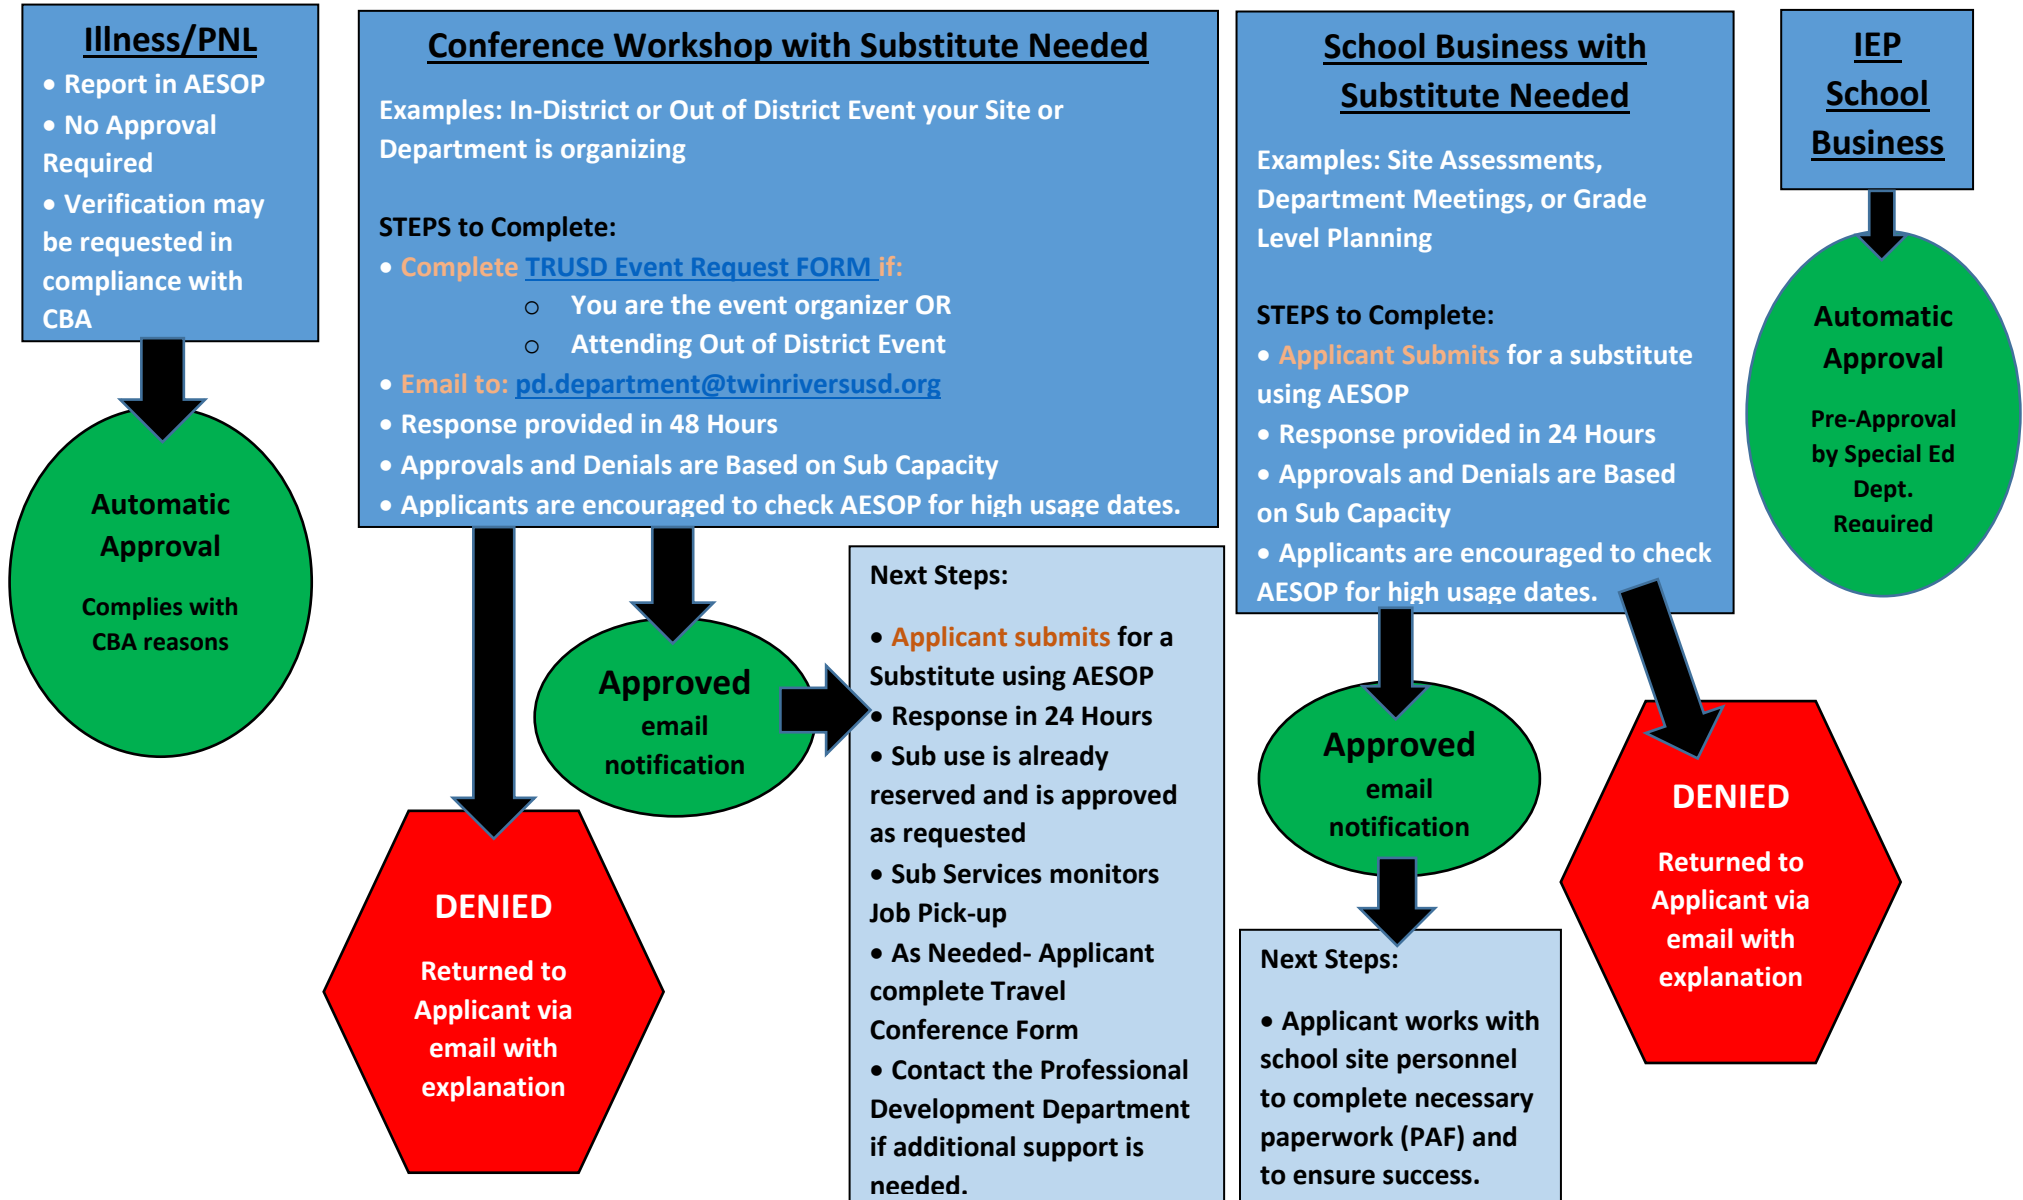 Illness/PNL
• Report in AESOP
• No Approval
Required
• Verification may
be requested in
compliance with
CBA
Automatic
Approval
Complies with
CBA reasons
Conference Workshop with Substitute Needed
Examples: In-District or Out of District Event your Site or
Department is organizing
STEPS to Complete:
• Complete TRUSD Event Request FORM if:
o You are the event organizer OR
o Attending Out of District Event
• Email to: pd.department@twinriversusd.org
• Response provided in 48 Hours
• Approvals and Denials are Based on Sub Capacity
• Applicants are encouraged to check AESOP for high usage dates.
DENIED
Returned to
Applicant via
email with
explanation
Approved
email
notification
Next Steps:
• Applicant submits for a
Substitute using AESOP
• Response in 24 Hours
• Sub use is already
reserved and is approved
as requested
• Sub Services monitors
Job Pick-up
• As Needed- Applicant
complete Travel
Conference Form
• Contact the Professional
Development Department
if additional support is
needed.
School Business with
Substitute Needed
Examples: Site Assessments,
Department Meetings, or Grade
Level Planning
STEPS to Complete:
• Applicant Submits for a substitute
using AESOP
• Response provided in 24 Hours
• Approvals and Denials are Based
on Sub Capacity
• Applicants are encouraged to check
AESOP for high usage dates.
Approved
email
notification
Next Steps:
• Applicant works with
school site personnel
to complete necessary
paperwork (PAF) and
to ensure success.
DENIED
Returned to
Applicant via
email with
explanation
IEP
School
Business
Automatic
Approval
Pre-Approval
by Special Ed
Dept.
Required